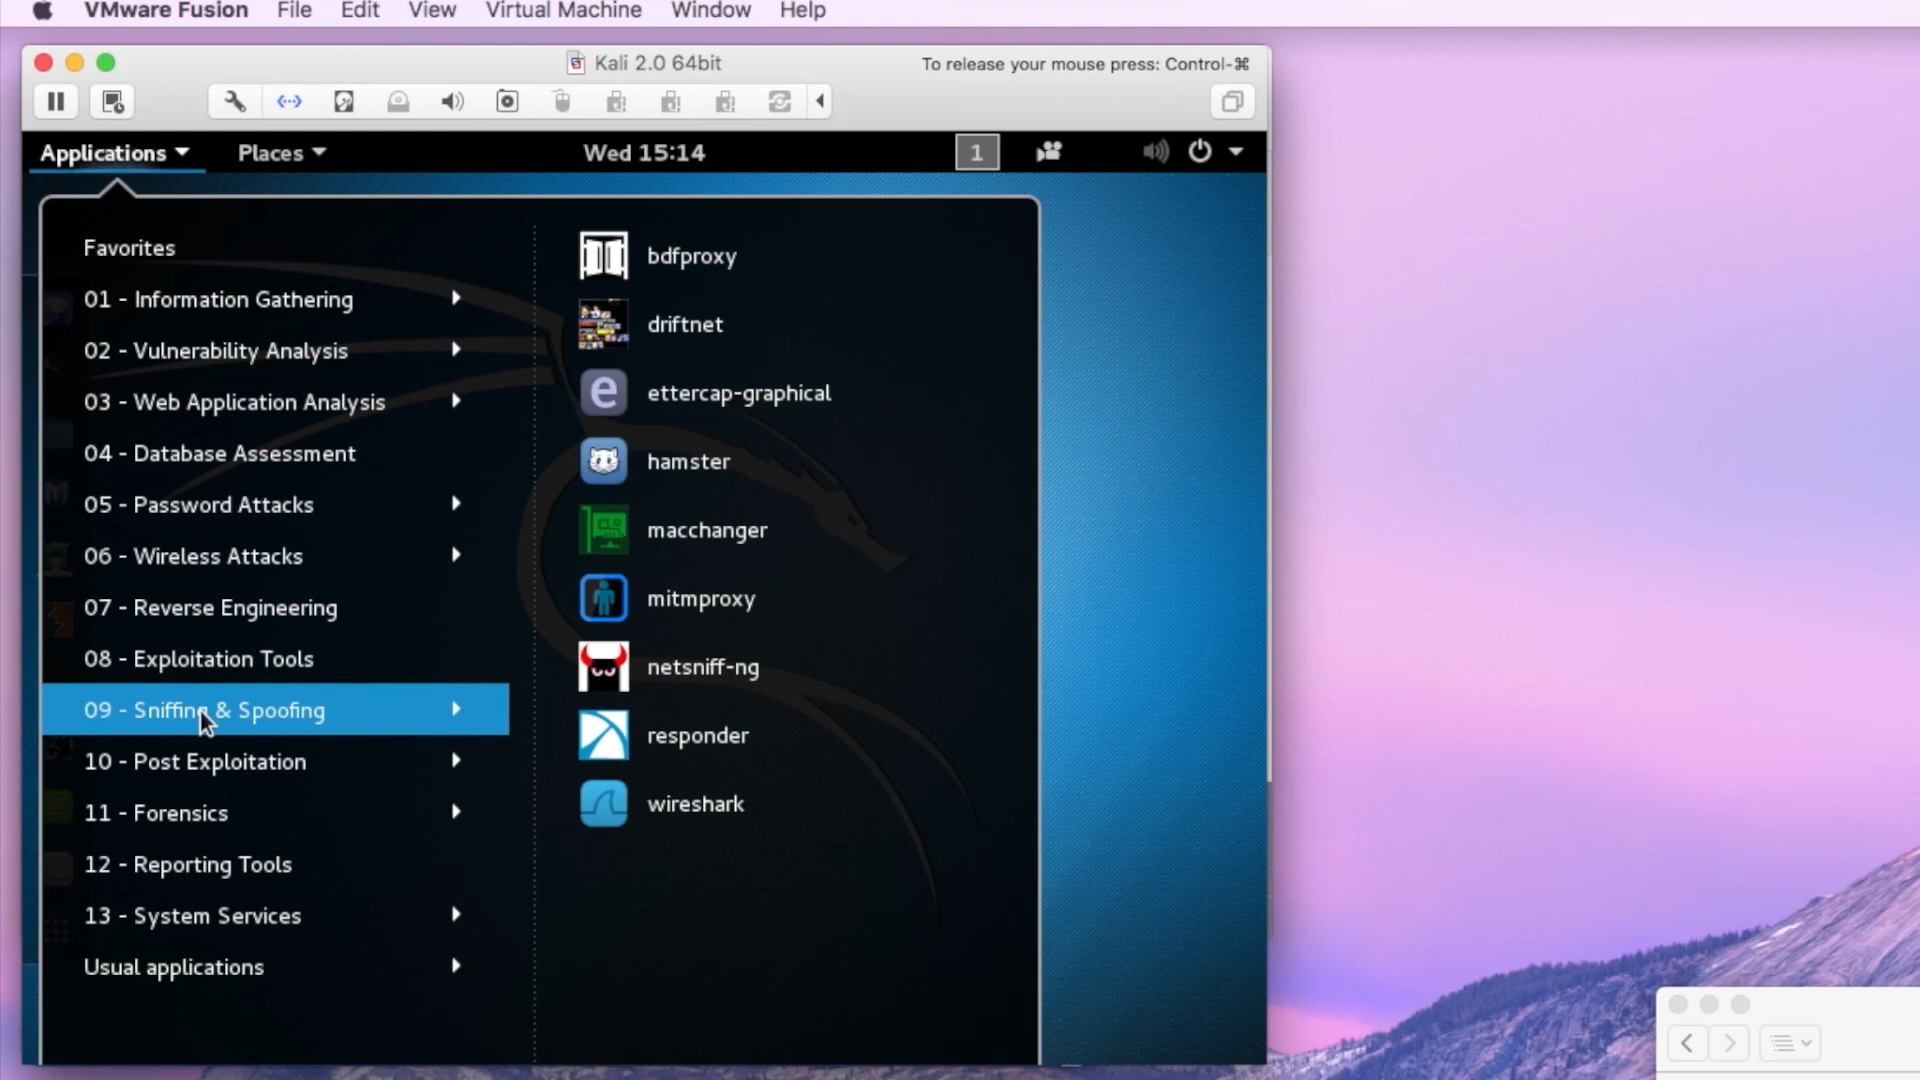 VMware Fusion File Edit View Virtual Machine Window Help
Kali 2.0 64bit
To release your mouse press: Control-⌘
Applications Places Wed 15:14 1
Favorites
01 - Information Gathering
02 - Vulnerability Analysis
03 - Web Application Analysis
04 - Database Assessment
05 - Password Attacks
06 - Wireless Attacks
07 - Reverse Engineering
08 - Exploitation Tools
09 - Sniffing & Spoofing
10 - Post Exploitation
11 - Forensics
12 - Reporting Tools
13 - System Services
Usual applications
bdfproxy
driftnet
ettercap-graphical
hamster
macchanger
mitmproxy
netsniff-ng
responder
wireshark